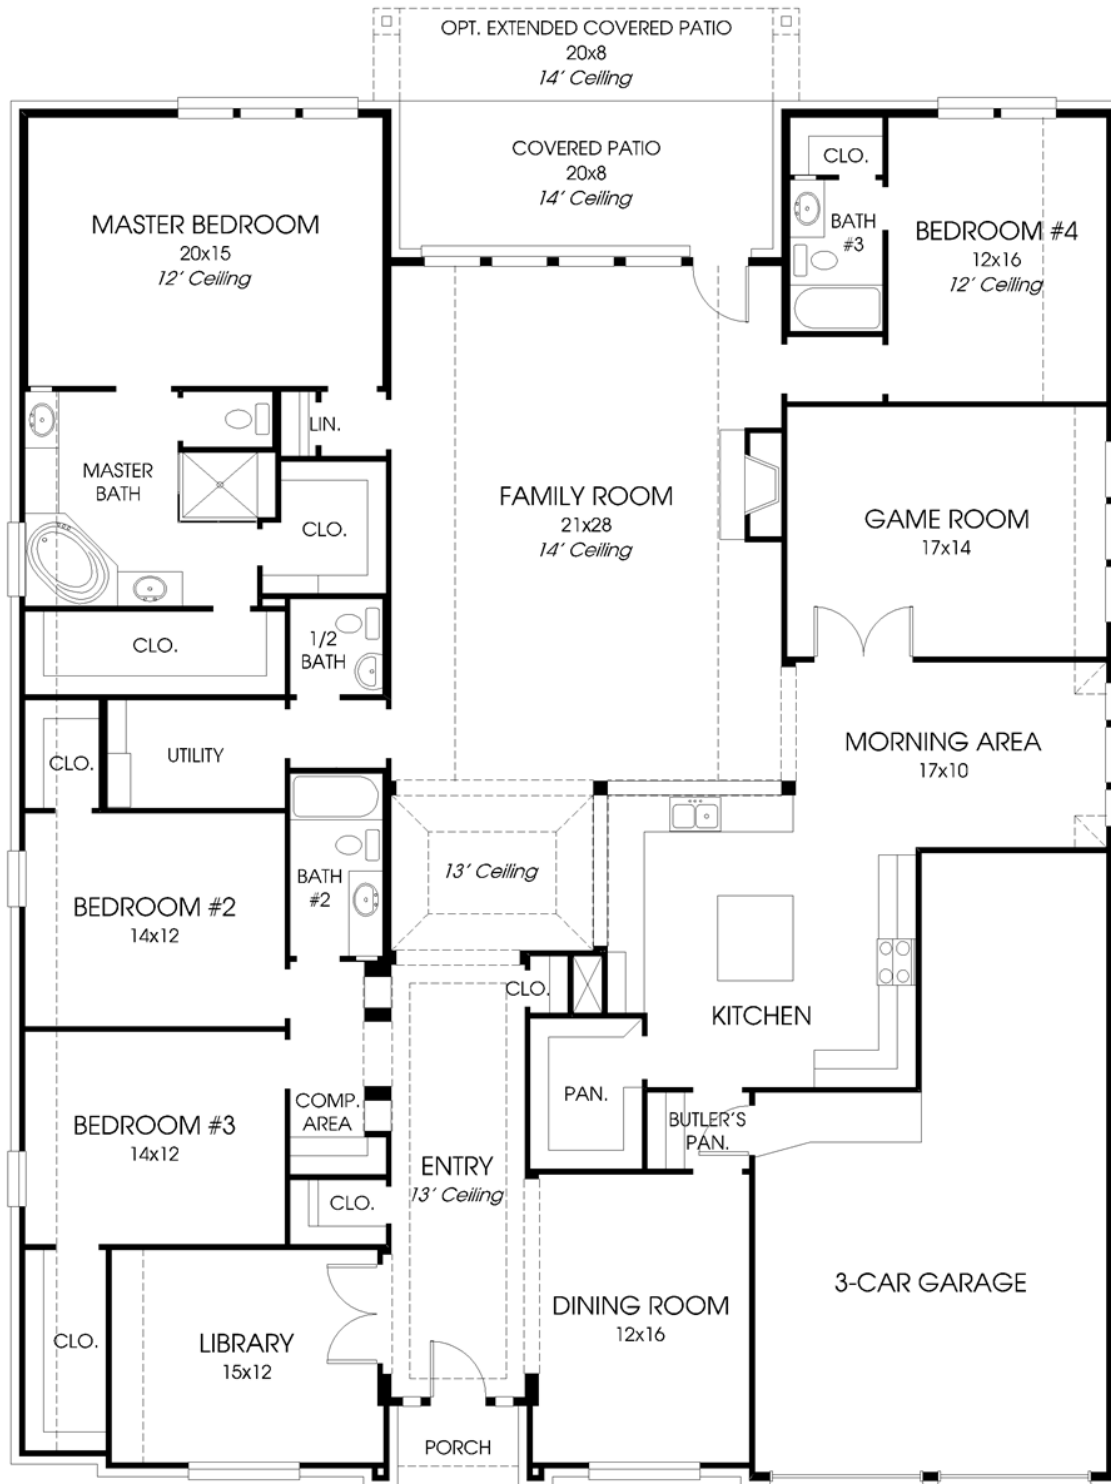 OPT. EXTENDED COVERED PATIO
20x8
14' Ceiling
COVERED PATIO
20x8
14' Ceiling
MASTER BEDROOM
20x15
12' Ceiling
CLO.
BATH
#3
BEDROOM #4
12x16
12' Ceiling
LIN.
MASTER
BATH
CLO.
FAMILY ROOM
21x28
14' Ceiling
GAME ROOM
17x14
CLO.
1/2
BATH
CLO.
UTILITY
MORNING AREA
17x10
13' Ceiling
BATH
#2
BEDROOM #2
14x12
CLO.
KITCHEN
BEDROOM #3
14x12
COMP.
AREA
PAN.
BUTLER'S
PAN.
ENTRY
13' Ceiling
CLO.
CLO.
LIBRARY
15x12
DINING ROOM
12x16
3-CAR GARAGE
PORCH